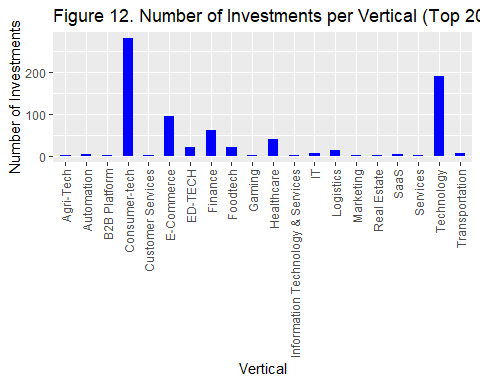 Figure 12. Number of Investments per Vertical (Top 20
Number of Investments
200
100
0
Agri-Tech
Automation
B2B Platform
Consumer-tech
Customer Services
E-Commerce
ED-TECH
Finance
Foodtech
Gaming
Healthcare
Information Technology & Services
IT
Logistics
Marketing
Real Estate
SaaS
Services
Technology
Transportation
Vertical